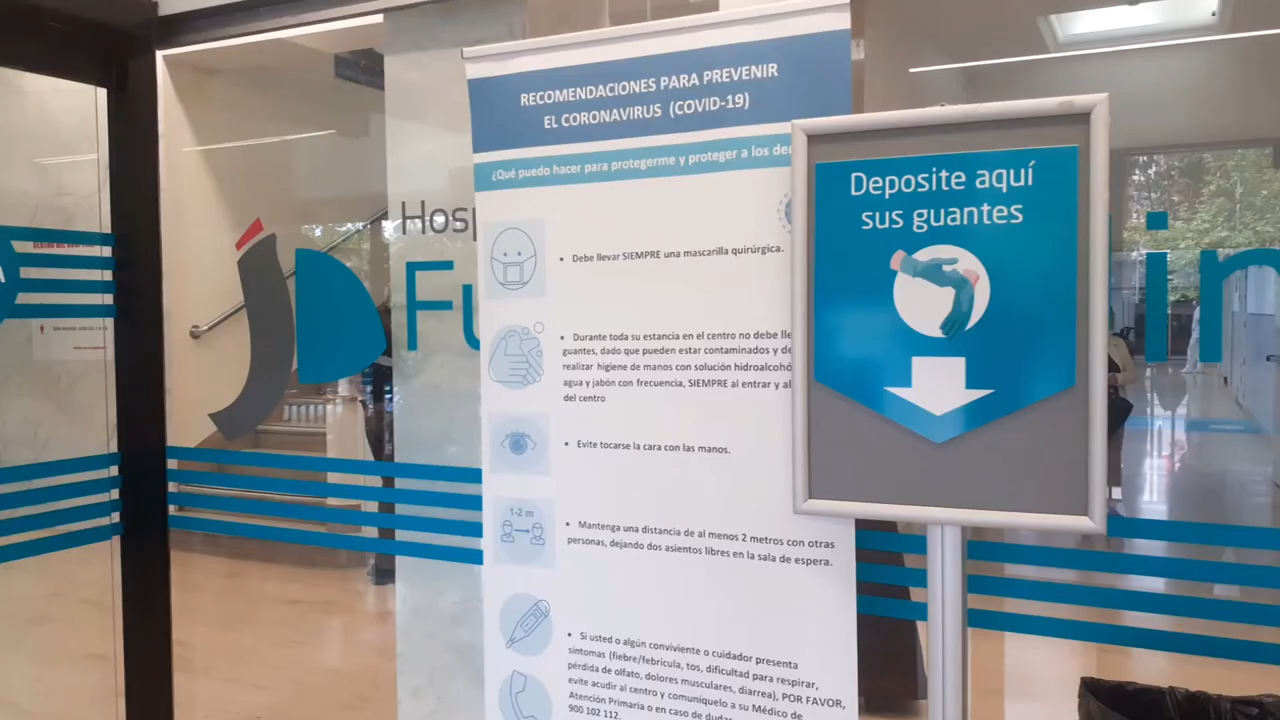 RECOMENDACIONES PARA PREVENIR
EL CORONAVIRUS (COVID-19)
¿Qué puedo hacer para protegerme y proteger a los
Debe llevar SIEMPRE una mascarilla quirúrgica.
Durante toda su estancia en el centro no debe
guantes, dado que pueden estar contaminados y
realizar higiene de manos con solución
agua y jabón con frecuencia, SIEMPRE al entrar y
del centro
Evite tocarse la cara con las manos.
1-2 m
Mantenga una distancia de al menos 2 metros con otras
personas, dejando dos asientos libres en la sala de espera.
Si usted o algún conviviente o cuidador presenta
síntomas (fiebre/febrícula, tos, dificultad para respirar,
pérdida de olfato, dolores musculares, diarrea), POR FAVOR,
evite acudir al centro y comuníquelo a su Médico de
Atención Primaria o en caso de dudas
900 102 112.
Deposite aquí
sus guantes
Hosp
Fu